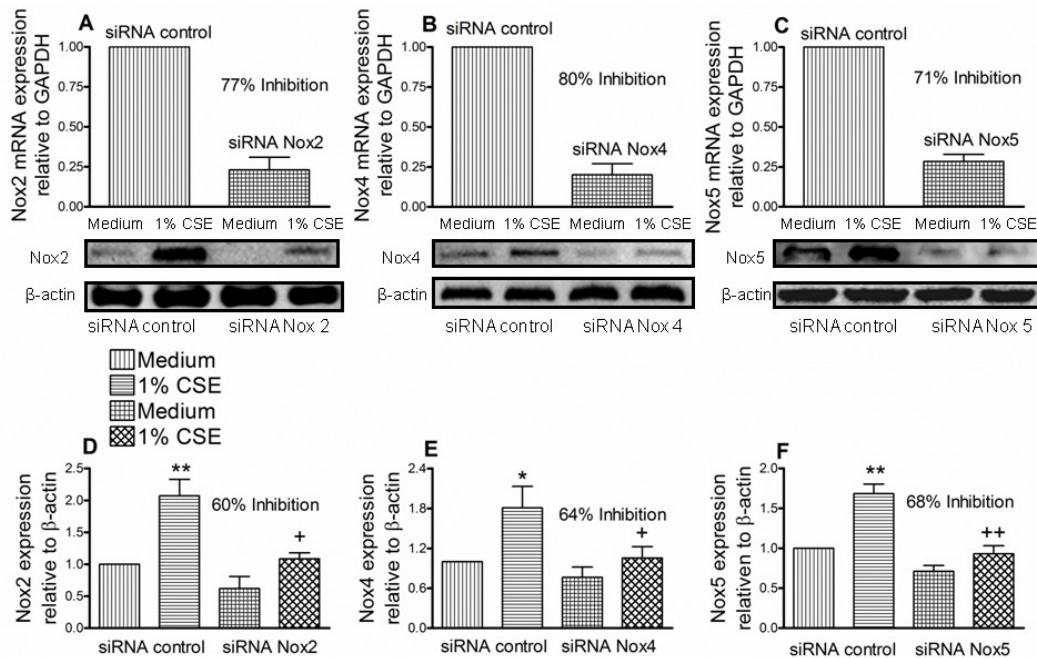 A
siRNA control
77% Inhibition
siRNA Nox2
Nox2 mRNA expression
relative to GAPDH
1.00
0.75
0.50
0.25
0.00
Medium 1% CSE Medium 1% CSE
Nox2
β-actin
siRNA control siRNA Nox 2
B
siRNA control
80% Inhibition
siRNA Nox4
Nox4 mRNA expression
relative to GAPDH
1.00
0.75
0.50
0.25
0.00
Medium 1% CSE Medium 1% CSE
Nox4
β-actin
siRNA control siRNA Nox 4
C
siRNA control
71% Inhibition
siRNA Nox5
Nox5 mRNA expression
relative to GAPDH
1.00
0.75
0.50
0.25
0.00
Medium 1% CSE Medium 1% CSE
Nox5
β-actin
siRNA control siRNA Nox 5
Medium
1% CSE
Medium
1% CSE
D
Nox2 expression
relative to β-actin
2.5
2.0
1.5
1.0
0.5
0.0
**
60% Inhibition
+
siRNA control siRNA Nox2
E
Nox4 expression
relative to β-actin
2.4
1.8
1.2
0.6
0.0
*
64% Inhibition
+
siRNA control siRNA Nox4
F
Nox5 expression
relativen to β-actin
2.0
1.5
1.0
0.5
0.0
**
68% Inhibition
++
siRNA control siRNA Nox5